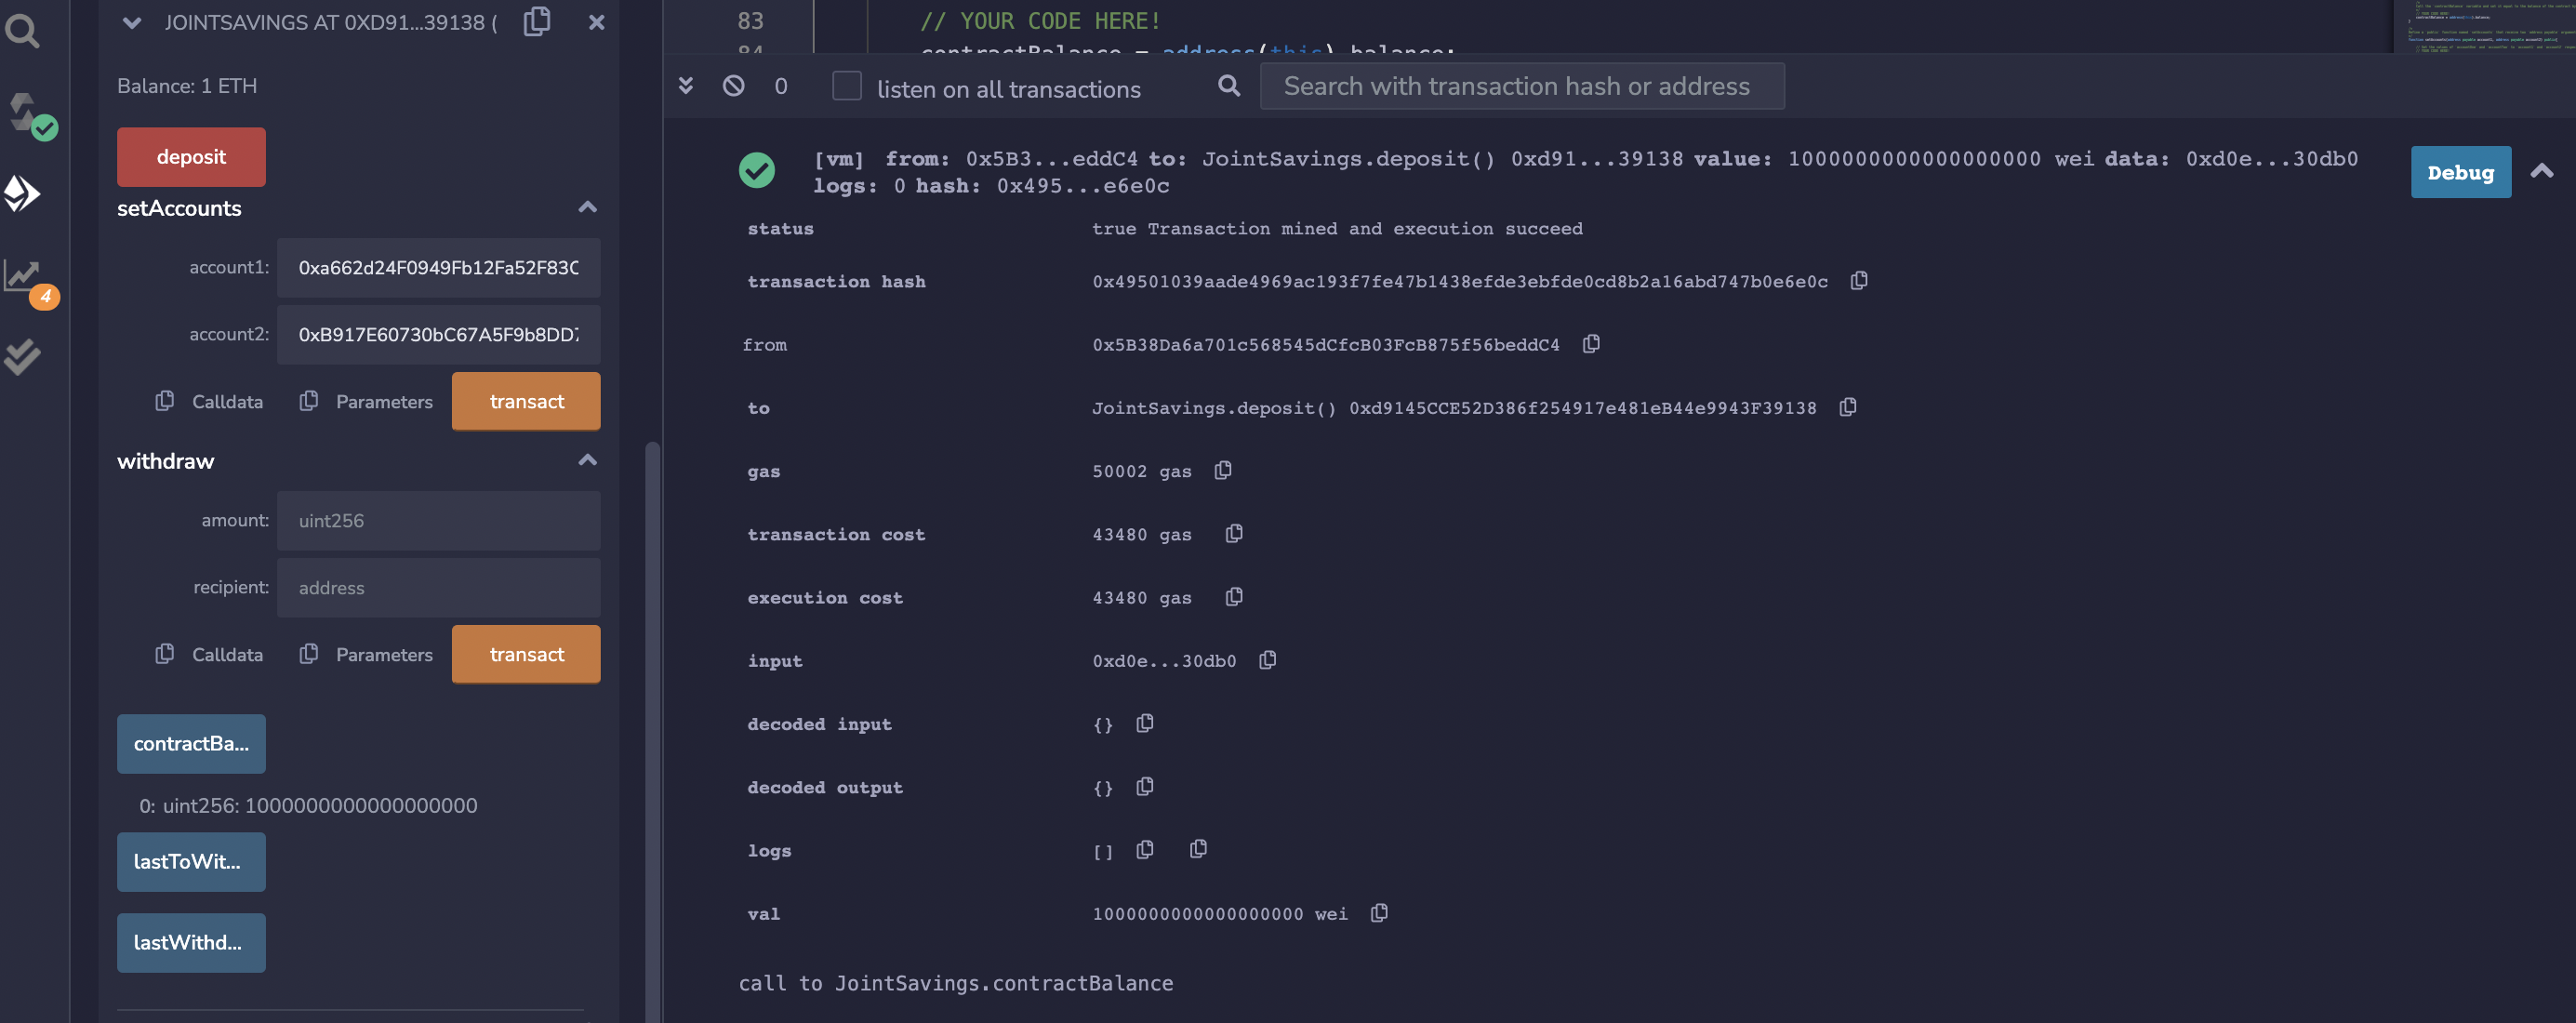 JOINTSAVINGS AT 0XD91...39138 (
Balance: 1 ETH
deposit
setAccounts
account1: 0xa662d24F0949Fb12Fa52F83C
account2: 0xB917E60730bC67A5F9b8DD7
Calldata Parameters transact
withdraw
amount: uint256
recipient: address
Calldata Parameters transact
contractBa...
0: uint256: 1000000000000000000
lastToWit...
lastWithd...
4
83 // YOUR CODE HERE!
84 contractBalance = address(this).balance;
0 listen on all transactions Search with transaction hash or address
[vm] from: 0x5B3...eddC4 to: JointSavings.deposit() 0xd91...39138 value: 1000000000000000000 wei data: 0xd0e...30db0
logs: 0 hash: 0x495...e6e0c
Debug
status true Transaction mined and execution succeed
transaction hash 0x49501039aade4969ac193f7fe47b1438efde3ebfde0cd8b2a16abd747b0e6e0c
from 0x5B38Da6a701c568545dCfcB03FcB875f56beddC4
to JointSavings.deposit() 0xd9145CCE52D386f254917e481eB44e9943F39138
gas 50002 gas
transaction cost 43480 gas
execution cost 43480 gas
input 0xd0e...30db0
decoded input {}
decoded output {}
logs []
val 1000000000000000000 wei
call to JointSavings.contractBalance